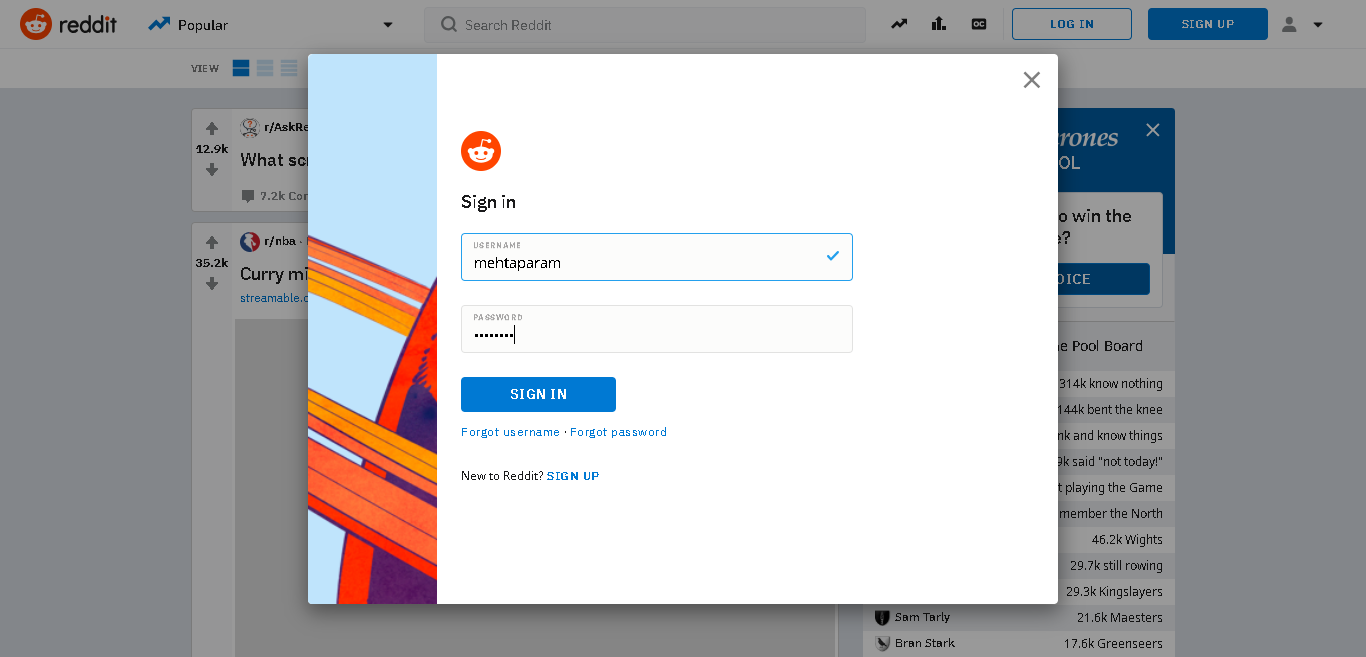 reddit
Popular
Search Reddit
LOG IN
SIGN UP
VIEW
12.9k
r/AskRe
What scr
7.2k Con
35.2k
r/nba ·
Curry mi
streamable.c
Sign in
USERNAME
mehtaparam
PASSWORD
••••••••
SIGN IN
Forgot username · Forgot password
New to Reddit? SIGN UP
rones
OL
o win the
e?
OICE
e Pool Board
314k know nothing
144k bent the knee
nk and know things
9k said "not today!"
t playing the Game
member the North
46.2k Wights
29.7k still rowing
29.3k Kingslayers
Sam Tarly 21.6k Maesters
Bran Stark 17.6k Greenseers